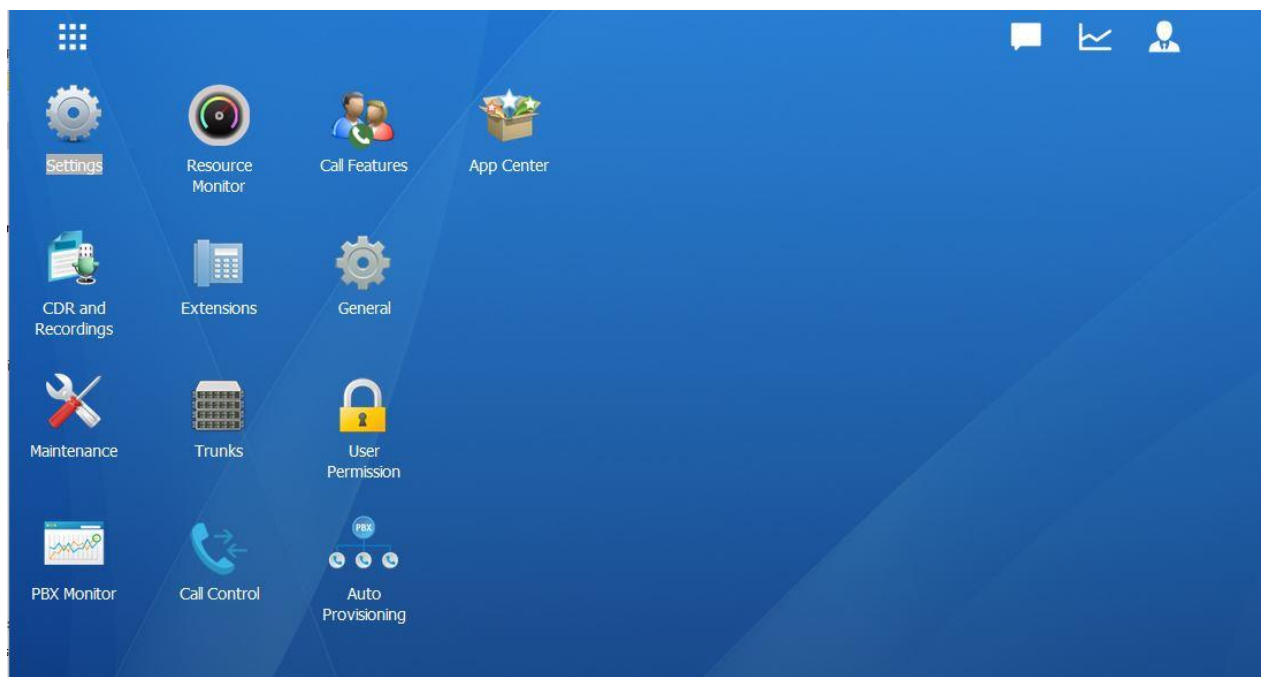 Settings
Resource
Monitor
Call Features
App Center
CDR and
Recordings
Extensions
General
Maintenance
Trunks
User
Permission
PBX Monitor
Call Control
PBX
Auto
Provisioning